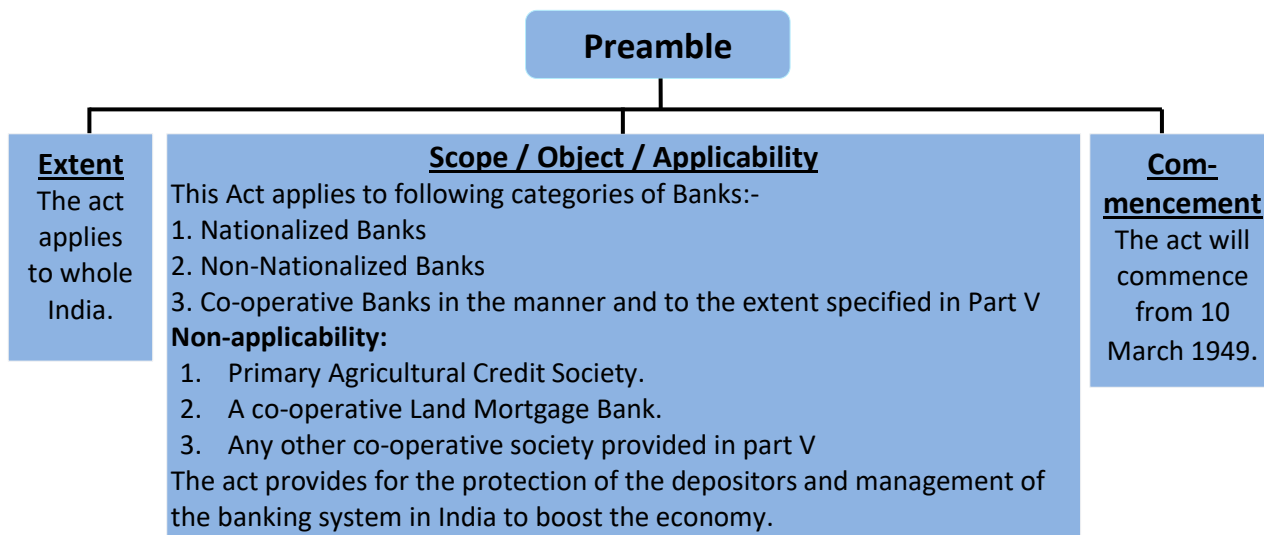 Preamble
Extent
The act
applies
to whole
India.
Scope / Object / Applicability
This Act applies to following categories of Banks:-
1. Nationalized Banks
2. Non-Nationalized Banks
3. Co-operative Banks in the manner and to the extent specified in Part V
Non-applicability:
1. Primary Agricultural Credit Society.
2. A co-operative Land Mortgage Bank.
3. Any other co-operative society provided in part V
The act provides for the protection of the depositors and management of
the banking system in India to boost the economy.
Com-
mencement
The act will
commence
from 10
March 1949.